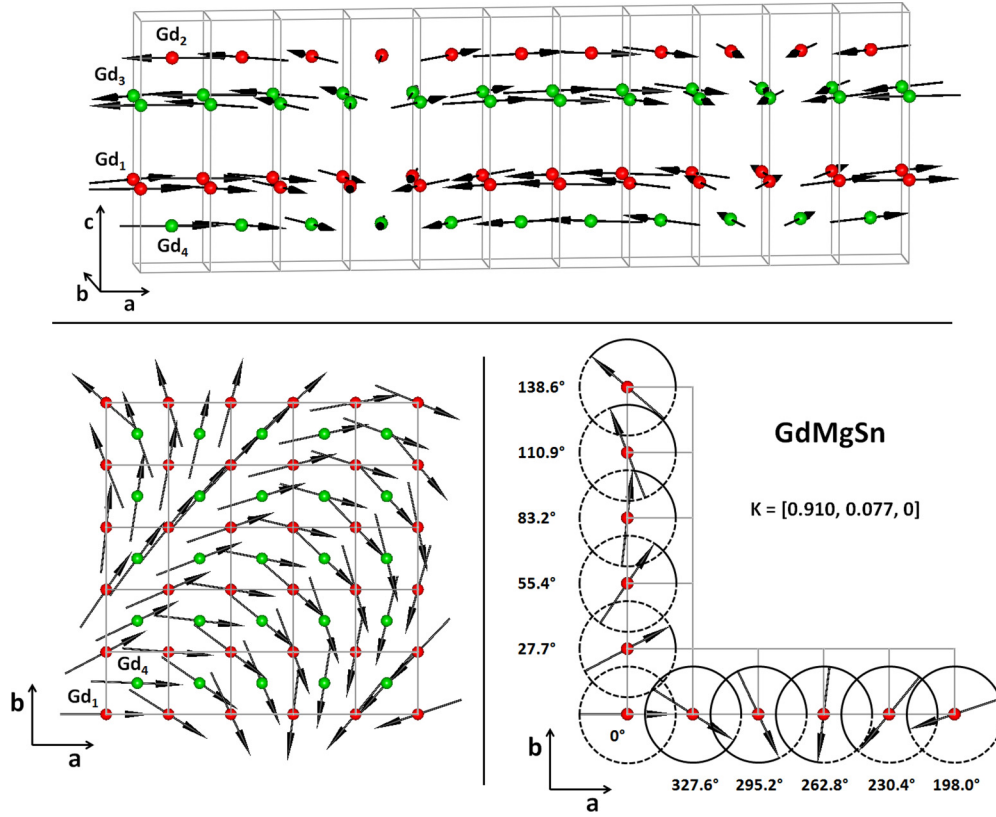 Gd2
Gd3
Gd1
c
Gd4
b
a
Gd4
Gd1
b
a
138.6°
110.9°
83.2°
55.4°
27.7°
0°
GdMgSn
K = [0.910, 0.077, 0]
327.6° 295.2° 262.8° 230.4° 198.0°
b
a